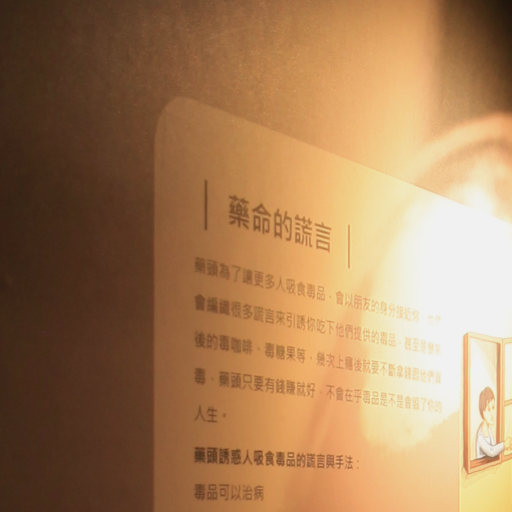 藥命的謊言
藥頭為了讓更多人吸食毒品，會以朋友的身分接近你，他們
會編織很多謊言來引誘你吃下他們提供的毒品，甚至是變裝
後的毒咖啡、毒糖果等，幾次上癮後就要不斷拿錢跟他們買
毒，藥頭只要有錢賺就好，不會在乎毒品是不是會毀了你的
人生。
藥頭誘惑人吸食毒品的謊言與手法：
毒品可以治病